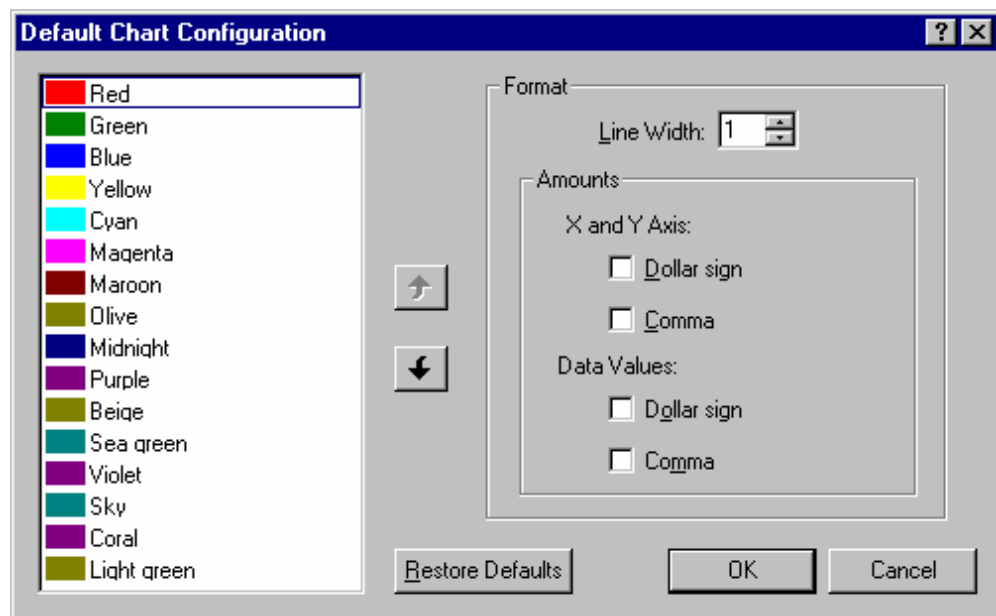 Default Chart Configuration
Red
Green
Blue
Yellow
Cyan
Magenta
Maroon
Olive
Midnight
Purple
Beige
Sea green
Violet
Sky
Coral
Light green
Format
Line Width: 1
Amounts
X and Y Axis:
Dollar sign
Comma
Data Values:
Dollar sign
Comma
Restore Defaults
OK
Cancel